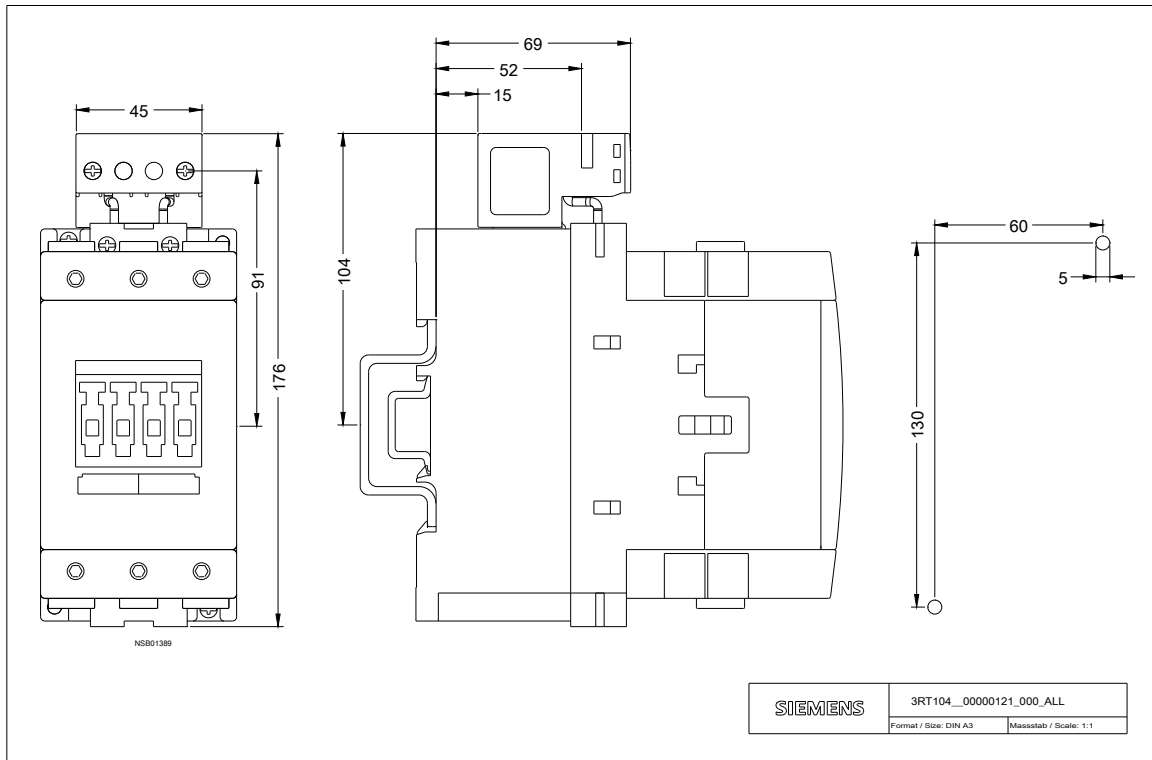 69
52
15
45
60
5
91
104
176
130
NSB01389
SIEMENS
3RT104__00000121_000_ALL
Format / Size: DIN A3
Massstab / Scale: 1:1